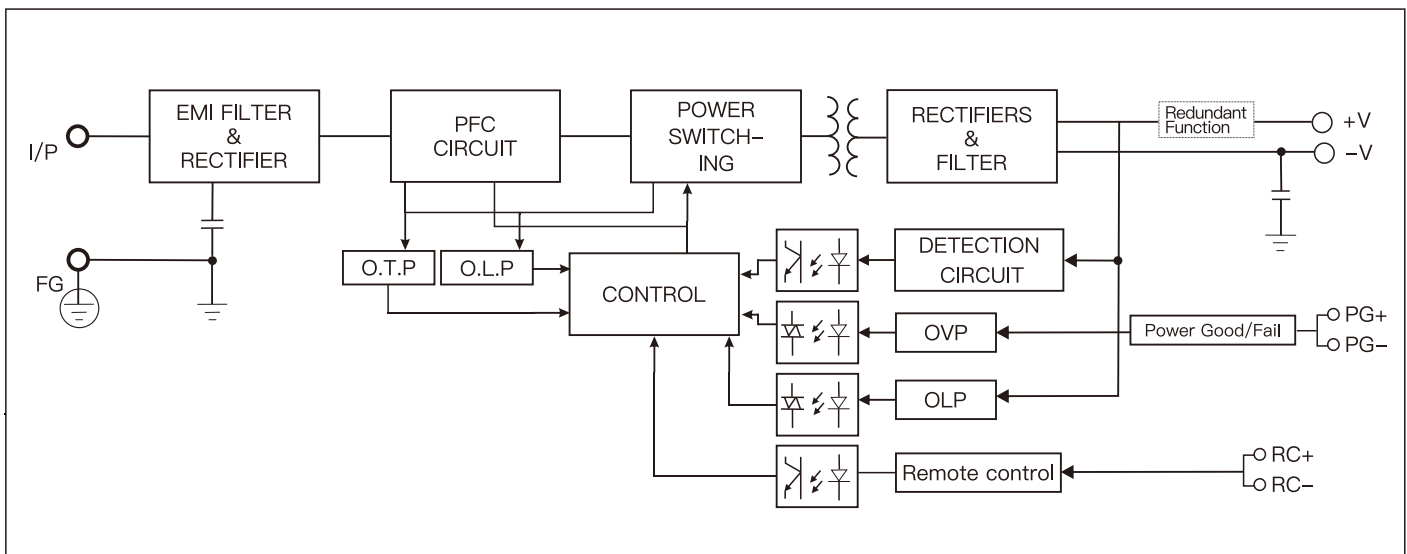 I/P
EMI FILTER
&
RECTIFIER
PFC
CIRCUIT
POWER
SWITCH-
ING
RECTIFIERS
&
FILTER
Redundant
Function
+V
-V
FG
O.T.P
O.L.P
CONTROL
DETECTION
CIRCUIT
OVP
Power Good/Fail
PG+
PG-
OLP
Remote control
RC+
RC-